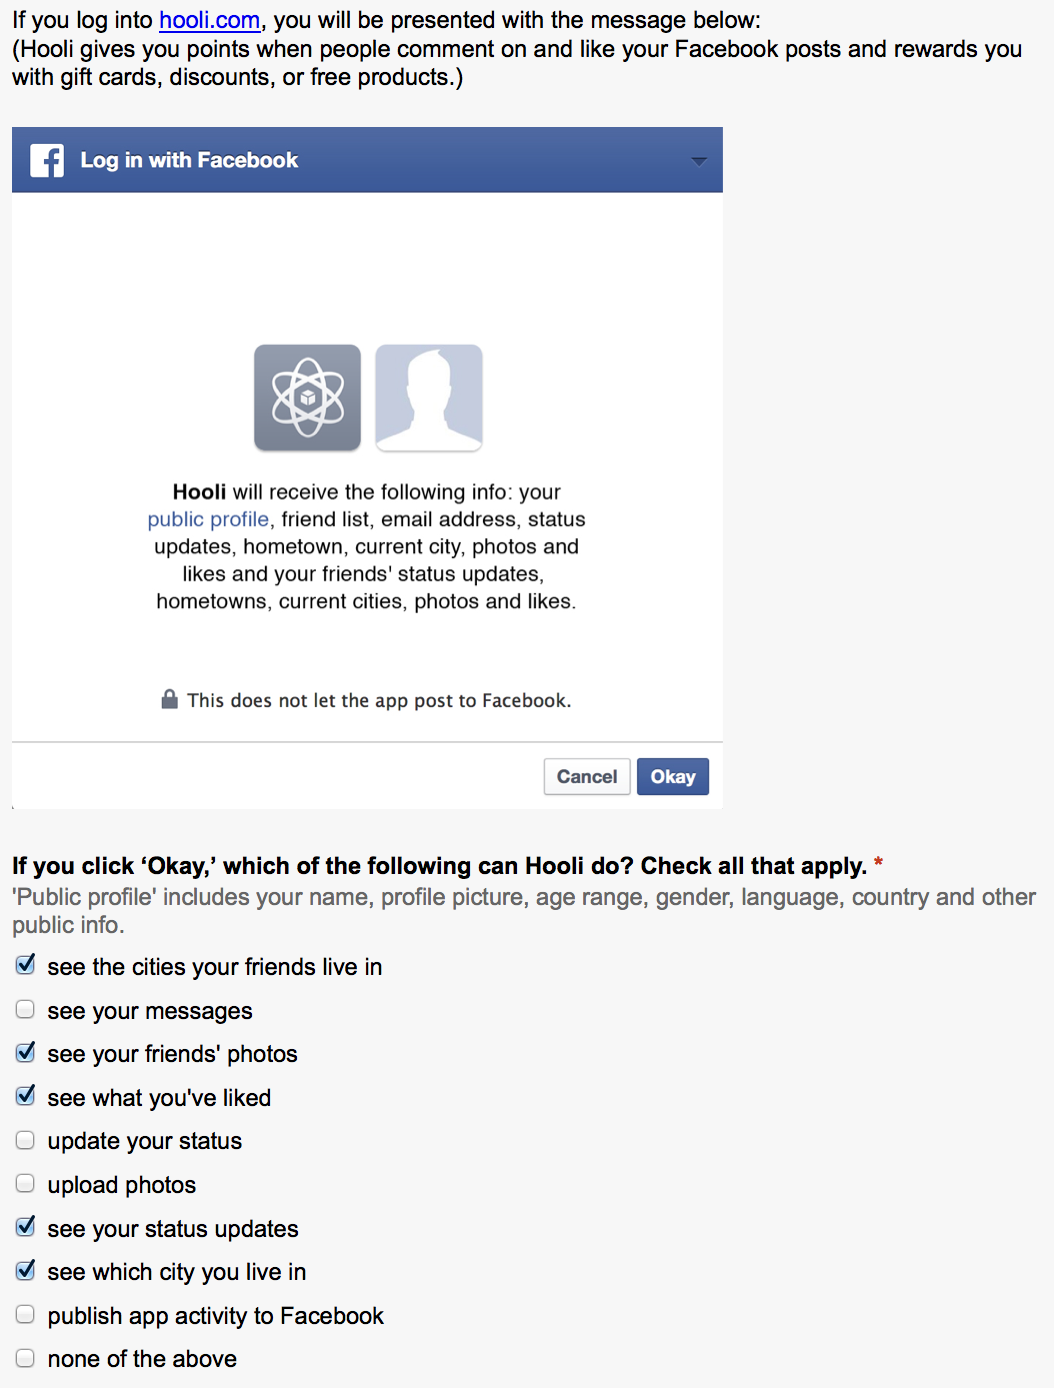 If you log into hooli.com, you will be presented with the message below:
(Hooli gives you points when people comment on and like your Facebook posts and rewards you
with gift cards, discounts, or free products.)
f Log in with Facebook
Hooli will receive the following info: your
public profile, friend list, email address, status
updates, hometown, current city, photos and
likes and your friends' status updates,
hometowns, current cities, photos and likes.
This does not let the app post to Facebook.
Cancel Okay
If you click ‘Okay,’ which of the following can Hooli do? Check all that apply. *
'Public profile' includes your name, profile picture, age range, gender, language, country and other
public info.
see the cities your friends live in
see your messages
see your friends' photos
see what you've liked
update your status
upload photos
see your status updates
see which city you live in
publish app activity to Facebook
none of the above